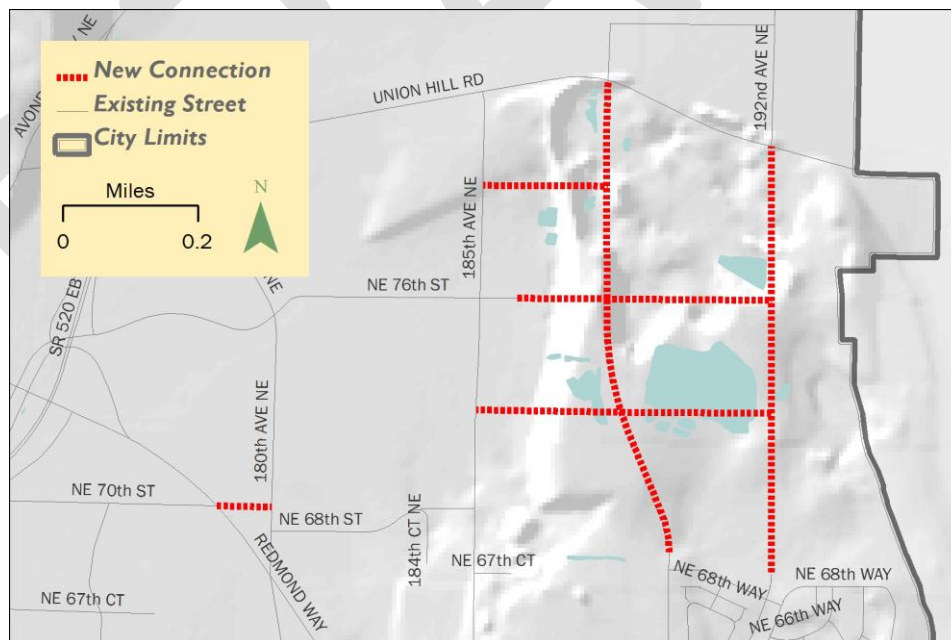 New Connection
Existing Street
City Limits
Miles
0
0.2
N
UNION HILL RD
192nd AVE NE
185th AVE NE
NE 76th ST
SR 520 EB
180th AVE NE
NE 70th ST
NE 68th ST
REDMOND WAY
184th CT NE
NE 67th CT
NE 67th CT
NE 68th WAY
NE 68th WAY
NE 66th WAY
NE